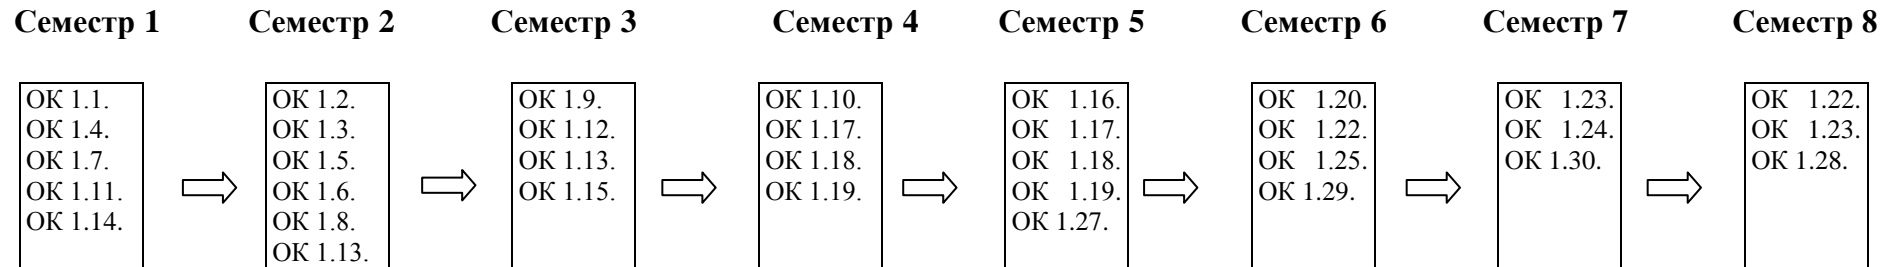 Семестр 1 Семестр 2 Семестр 3 Семестр 4 Семестр 5 Семестр 6 Семестр 7 Семестр 8
ОК 1.1.
ОК 1.4.
ОК 1.7.
ОК 1.11.
ОК 1.14.
ОК 1.2.
ОК 1.3.
ОК 1.5.
ОК 1.6.
ОК 1.8.
ОК 1.13.
ОК 1.9.
ОК 1.12.
ОК 1.13.
ОК 1.15.
ОК 1.10.
ОК 1.17.
ОК 1.18.
ОК 1.19.
ОК 1.16.
ОК 1.17.
ОК 1.18.
ОК 1.19.
ОК 1.27.
ОК 1.20.
ОК 1.22.
ОК 1.25.
ОК 1.29.
ОК 1.23.
ОК 1.24.
ОК 1.30.
ОК 1.22.
ОК 1.23.
ОК 1.28.